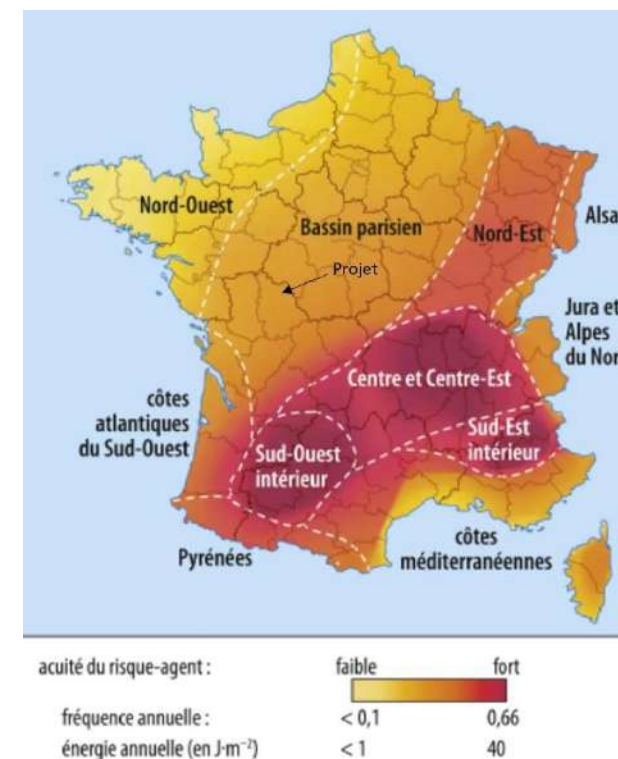 Nord-Ouest
Bassin parisien
Nord-Est
Alsa
Projet
Jura et
Alpes
du Nor
Centre et Centre-Est
côtes
atlantiques
du Sud-Ouest
Sud-Ouest
intérieur
Sud-Est
intérieur
Pyrénées
côtes
méditerranéennes
acuité du risque-agent : faible fort
fréquence annuelle : < 0,1 0,66
énergie annuelle (en J·m⁻²) < 1 40